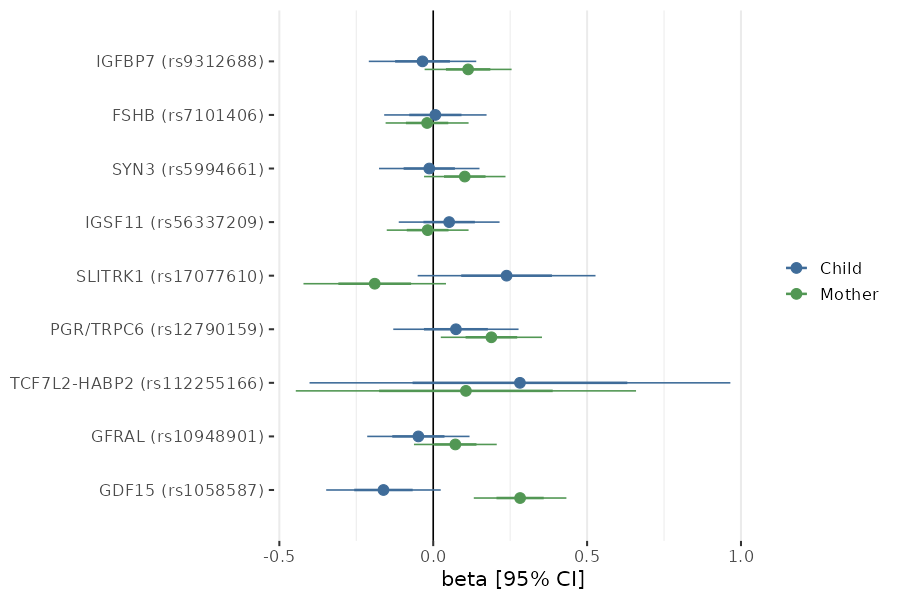 IGFBP7 (rs9312688)
FSHB (rs7101406)
SYN3 (rs5994661)
IGSF11 (rs56337209)
SLITRK1 (rs17077610)
PGR/TRPC6 (rs12790159)
TCF7L2-HABP2 (rs112255166)
GFRAL (rs10948901)
GDF15 (rs1058587)
-0.5 0.0 0.5 1.0
beta [95% CI]
Child
Mother